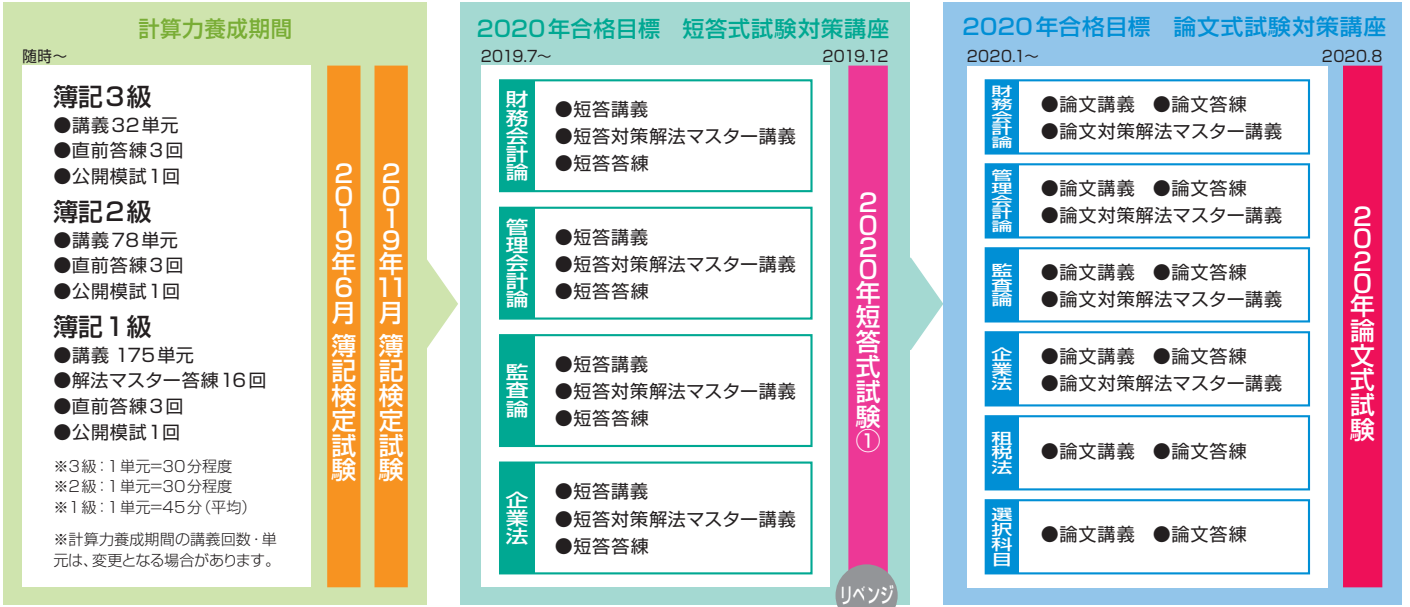 計算力養成期間
随時～
簿記3級
●講義32単元
●直前答練3回
●公開模試1回
簿記2級
●講義78単元
●直前答練3回
●公開模試1回
簿記1級
●講義 175単元
●解法マスター答練16回
●直前答練3回
●公開模試1回
※3級：1単元=30分程度
※2級：1単元=30分程度
※1級：1単元=45分（平均）
※計算力養成期間の講義回数・単
元は、変更となる場合があります。
2019年6月 簿記検定試験
2019年11月 簿記検定試験
2020年合格目標　短答式試験対策講座
2019.7～
2019.12
財務会計論
●短答講義
●短答対策解法マスター講義
●短答答練
管理会計論
●短答講義
●短答対策解法マスター講義
●短答答練
監査論
●短答講義
●短答対策解法マスター講義
●短答答練
企業法
●短答講義
●短答対策解法マスター講義
●短答答練
2020年短答式試験①
リベンジ
2020年合格目標　論文式試験対策講座
2020.1～
2020.8
財務会計論
●論文講義　●論文答練
●論文対策解法マスター講義
管理会計論
●論文講義　●論文答練
●論文対策解法マスター講義
監査論
●論文講義　●論文答練
●論文対策解法マスター講義
企業法
●論文講義　●論文答練
●論文対策解法マスター講義
租税法
●論文講義　●論文答練
選択科目
●論文講義　●論文答練
2020年論文式試験